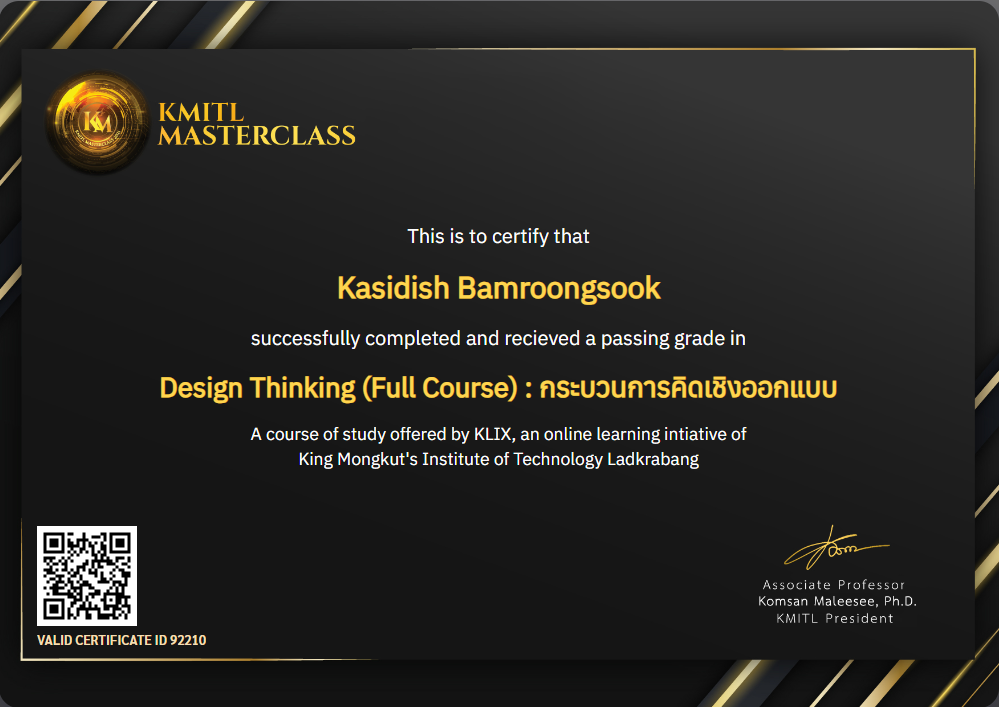 KM
KMITL
MASTERCLASS
This is to certify that
Kasidish Bamroongsook
successfully completed and recieved a passing grade in
Design Thinking (Full Course) : กระบวนการคิดเชิงออกแบบ
A course of study offered by KLIX, an online learning intiative of
King Mongkut's Institute of Technology Ladkrabang
VALID CERTIFICATE ID 92210
Associate Professor
Komsan Maleesee, Ph.D.
KMITL President